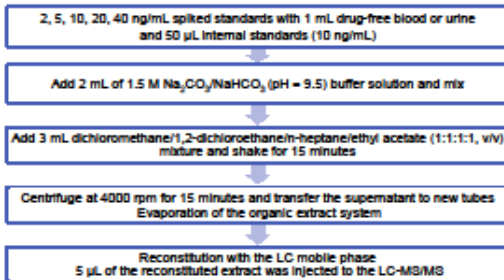 2, 5, 10, 20, 40 ng/mL spiked standards with 1 mL drug-free blood or urine
and 50 µL Internal standards (10 ng/mL)
Add 2 mL of 1.5 M Na₂CO₃/NaHCO₃ (pH = 9.5) buffer solution and mix
Add 3 mL dichloromethane/1,2-dichloroethane/n-heptane/ethyl acetate (1:1:1:1, v/v)
mixture and shake for 15 minutes
Centrifuge at 4000 rpm for 15 minutes and transfer the supernatant to new tubes
Evaporation of the organic extract system
Reconstitution with the LC mobile phase
5 µL of the reconstituted extract was injected to the LC-MS/MS